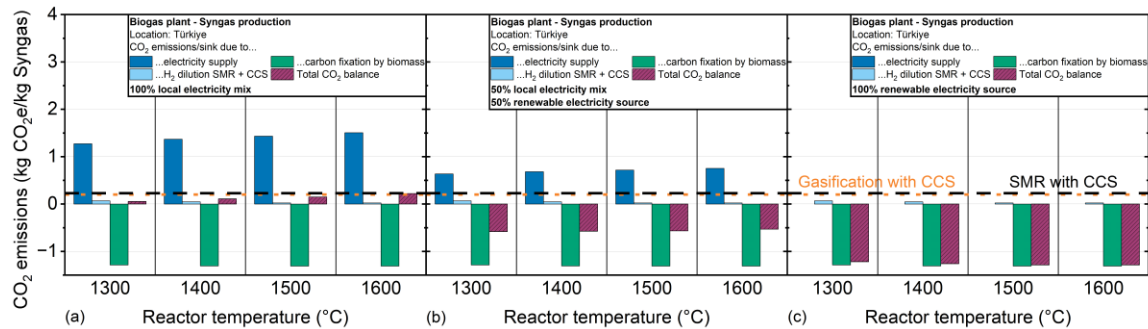 CO₂ emissions (kg CO₂e/kg Syngas)
4
3
2
1
0
−1
Biogas plant - Syngas production
Location: Türkiye
CO₂ emissions/sink due to...
...electricity supply
...carbon fixation by biomass
...H₂ dilution SMR + CCS
Total CO₂ balance
100% local electricity mix
1300 1400 1500 1600
(a) Reactor temperature (°C)
Biogas plant - Syngas production
Location: Türkiye
CO₂ emissions/sink due to...
...electricity supply
...carbon fixation by biomass
...H₂ dilution SMR + CCS
Total CO₂ balance
50% local electricity mix
50% renewable electricity source
1300 1400 1500 1600
(b) Reactor temperature (°C)
Biogas plant - Syngas production
Location: Türkiye
CO₂ emissions/sink due to...
...electricity supply
...carbon fixation by biomass
...H₂ dilution SMR + CCS
Total CO₂ balance
100% renewable electricity source
Gasification with CCS
SMR with CCS
1300 1400 1500 1600
(c) Reactor temperature (°C)